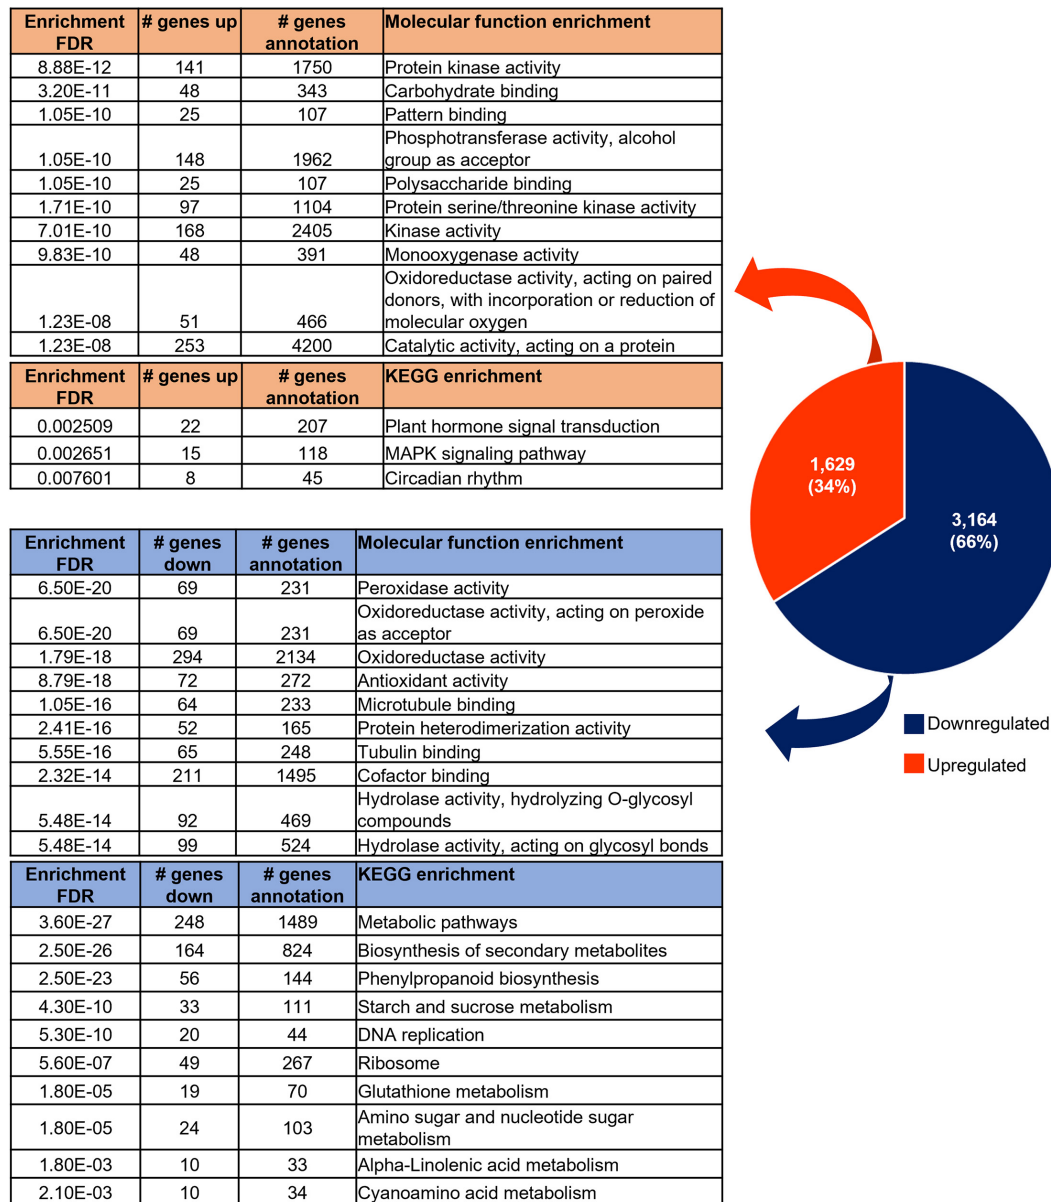 Enrichment FDR # genes up # genes annotation Molecular function enrichment
8.88E-12 141 1750 Protein kinase activity
3.20E-11 48 343 Carbohydrate binding
1.05E-10 25 107 Pattern binding
1.05E-10 148 1962 Phosphotransferase activity, alcohol group as acceptor
1.05E-10 25 107 Polysaccharide binding
1.71E-10 97 1104 Protein serine/threonine kinase activity
7.01E-10 168 2405 Kinase activity
9.83E-10 48 391 Monooxygenase activity
1.23E-08 51 466 Oxidoreductase activity, acting on paired donors, with incorporation or reduction of molecular oxygen
1.23E-08 253 4200 Catalytic activity, acting on a protein
Enrichment FDR # genes up # genes annotation KEGG enrichment
0.002509 22 207 Plant hormone signal transduction
0.002651 15 118 MAPK signaling pathway
0.007601 8 45 Circadian rhythm
Enrichment FDR # genes down # genes annotation Molecular function enrichment
6.50E-20 69 231 Peroxidase activity
6.50E-20 69 231 Oxidoreductase activity, acting on peroxide as acceptor
1.79E-18 294 2134 Oxidoreductase activity
8.79E-18 72 272 Antioxidant activity
1.05E-16 64 233 Microtubule binding
2.41E-16 52 165 Protein heterodimerization activity
5.55E-16 65 248 Tubulin binding
2.32E-14 211 1495 Cofactor binding
5.48E-14 92 469 Hydrolase activity, hydrolyzing O-glycosyl compounds
5.48E-14 99 524 Hydrolase activity, acting on glycosyl bonds
Enrichment FDR # genes down # genes annotation KEGG enrichment
3.60E-27 248 1489 Metabolic pathways
2.50E-26 164 824 Biosynthesis of secondary metabolites
2.50E-23 56 144 Phenylpropanoid biosynthesis
4.30E-10 33 111 Starch and sucrose metabolism
5.30E-10 20 44 DNA replication
5.60E-07 49 267 Ribosome
1.80E-05 19 70 Glutathione metabolism
1.80E-05 24 103 Amino sugar and nucleotide sugar metabolism
1.80E-03 10 33 Alpha-Linolenic acid metabolism
2.10E-03 10 34 Cyanoamino acid metabolism
1,629
(34%)
3,164
(66%)
Downregulated
Upregulated